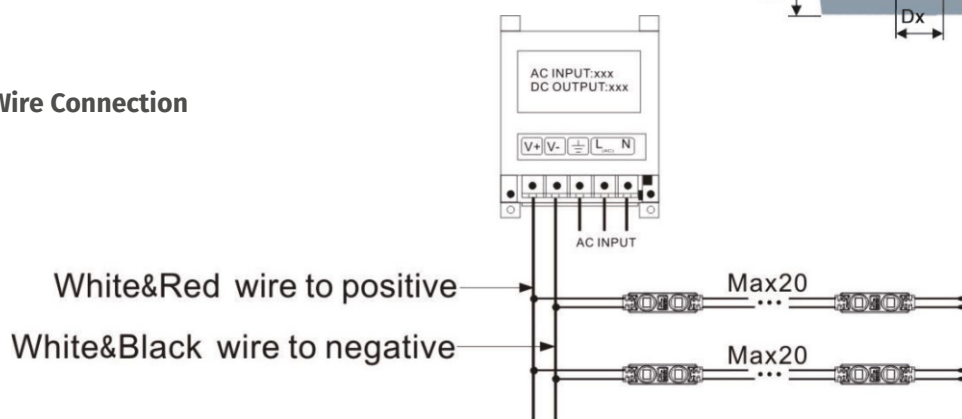 Dx
AC INPUT:xxx
DC OUTPUT:xxx
Wire Connection
V+ V- L (AC) N
AC INPUT
White&Red wire to positive
Max20
White&Black wire to negative
Max20